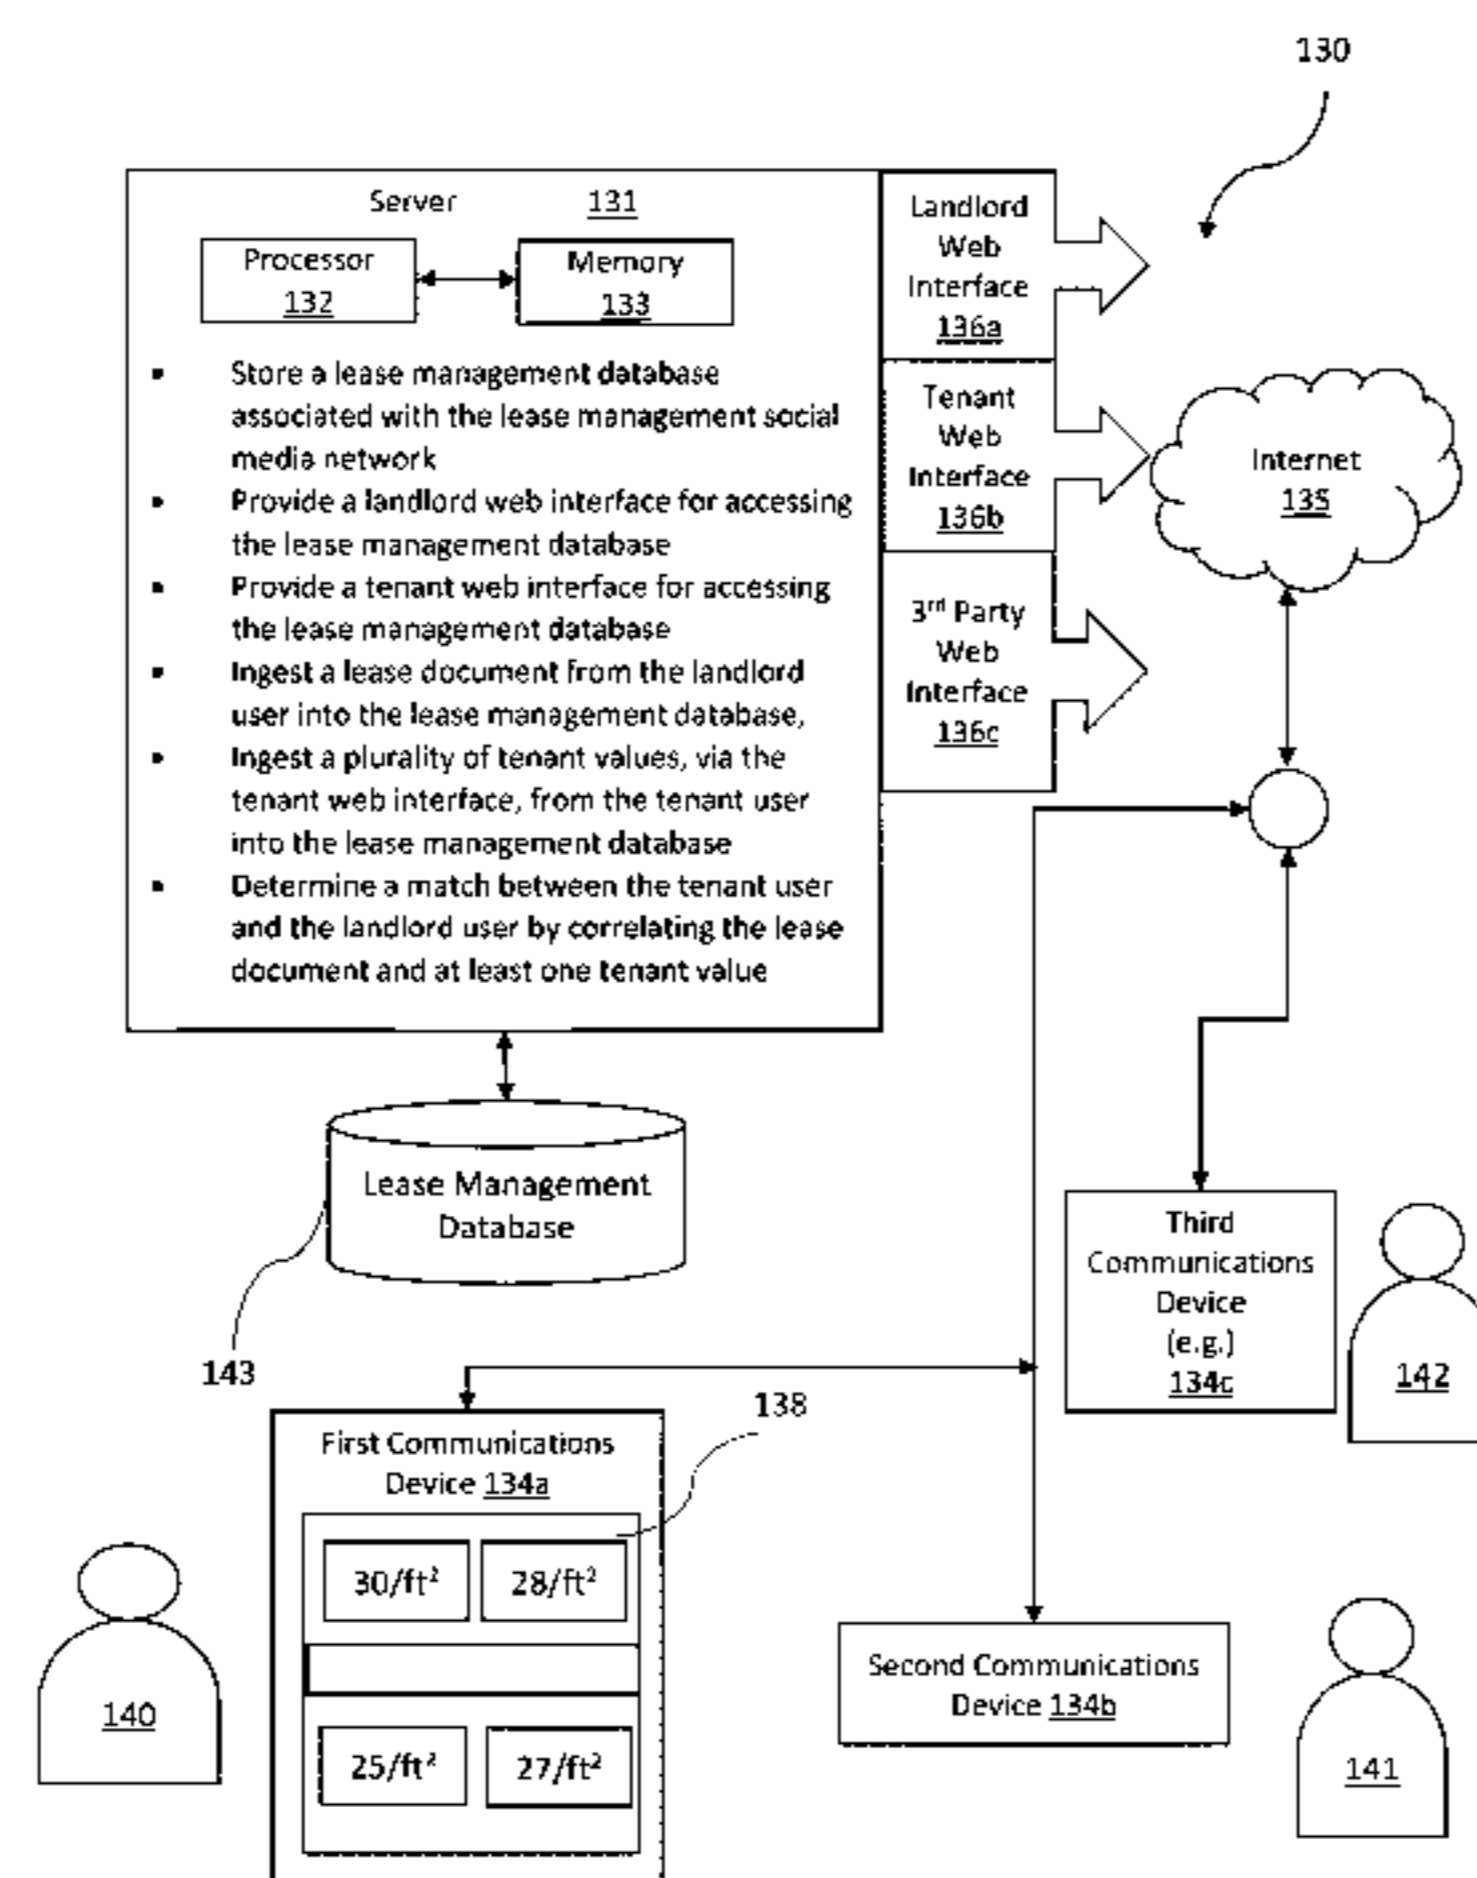 130
Server 131
Processor
132
Memory
133
▪ Store a lease management database
associated with the lease management social
media network
▪ Provide a landlord web interface for accessing
the lease management database
▪ Provide a tenant web interface for accessing
the lease management database
▪ Ingest a lease document from the landlord
user into the lease management database,
▪ Ingest a plurality of tenant values, via the
tenant web interface, from the tenant user
into the lease management database
▪ Determine a match between the tenant user
and the landlord user by correlating the lease
document and at least one tenant value
Landlord
Web
Interface
136a
Tenant
Web
Interface
136b
3rd Party
Web
Interface
136c
Internet
135
Lease Management
Database
143
Third
Communications
Device
(e.g.)
134c
142
138
First Communications
Device 134a
30/ft²
28/ft²
25/ft²
27/ft²
140
Second Communications
Device 134b
141